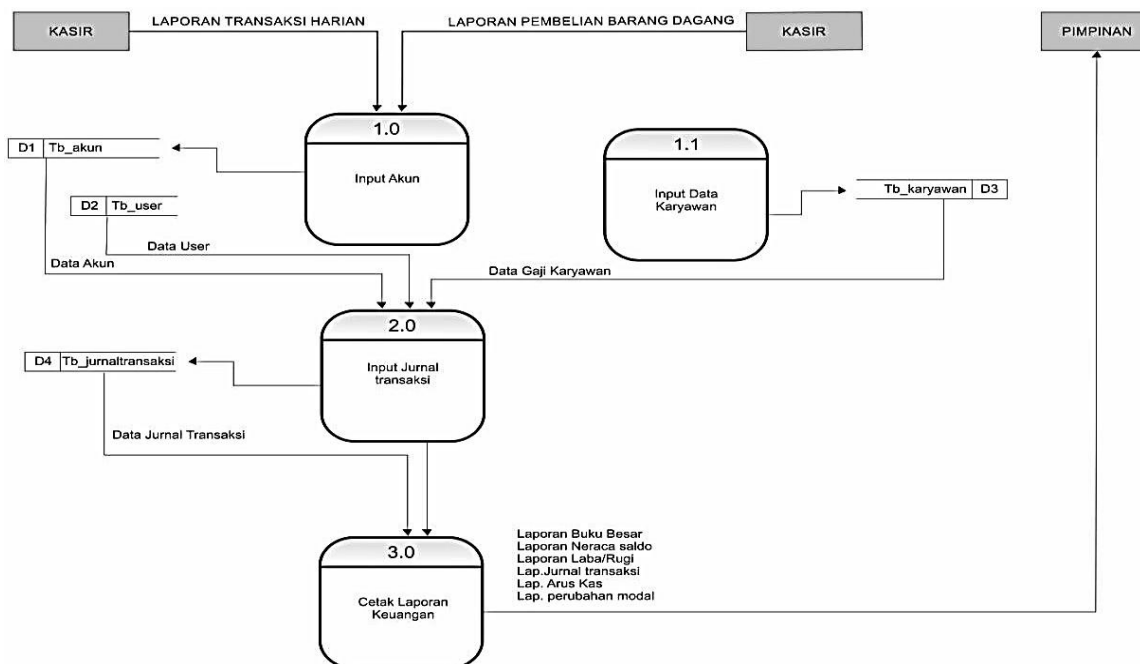 KASIR
LAPORAN TRANSAKSI HARIAN
LAPORAN PEMBELIAN BARANG DAGANG
KASIR
PIMPINAN
1.0
Input Akun
1.1
Input Data
Karyawan
D1 Tb_akun
D2 Tb_user
Tb_karyawan D3
Data User
Data Akun
Data Gaji Karyawan
2.0
Input Jurnal
transaksi
D4 Tb_jurnaltransaksi
Data Jurnal Transaksi
3.0
Cetak Laporan
Keuangan
Laporan Buku Besar
Laporan Neraca saldo
Laporan Laba/Rugi
Lap.Jurnal transaksi
Lap. Arus Kas
Lap. perubahan modal